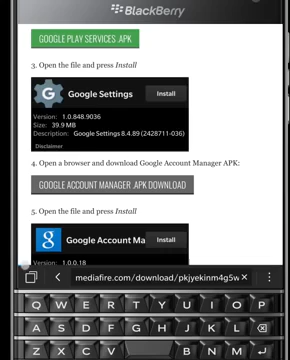 BlackBerry
GOOGLE PLAY SERVICES .APK
3. Open the file and press Install
Google Settings
Install
Version: 1.0.848.9036
Size: 39.9 MB
Description: Google Settings 8.4.89 (2428711-036)
Disclaimer
4. Open a browser and download Google Account Manager APK:
GOOGLE ACCOUNT MANAGER .APK DOWNLOAD
5. Open the file and press Install
Google Account Ma
Install
Version: 1.0.0.18
mediafire.com/download/pkjyekinm4g5w
Q W E R T Y U I O P
A S D F G H J K L
Z X C V B N M